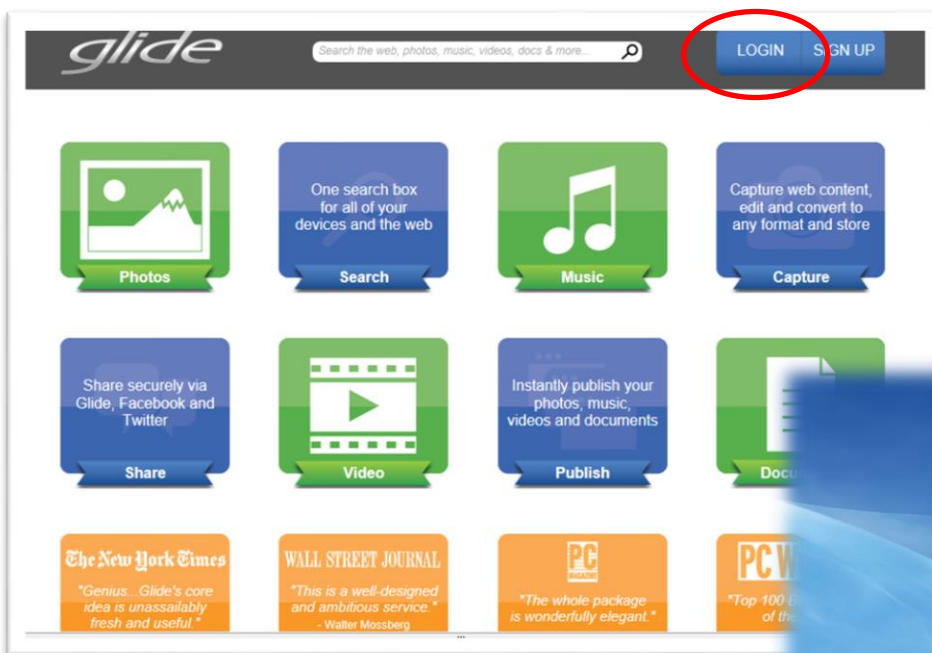 glide
Search the web, photos, music, videos, docs & more...
LOGIN
SIGN UP
Photos
One search box
for all of your
devices and the web
Search
Music
Capture web content,
edit and convert to
any format and store
Capture
Share securely via
Glide, Facebook and
Twitter
Share
Video
Instantly publish your
photos, music,
videos and documents
Publish
The New York Times
"Genius...Glide's core
idea is unassailably
fresh and useful."
WALL STREET JOURNAL
"This is a well-designed
and ambitious service."
- Walter Mossberg
PC
"The whole package
is wonderfully elegant."
PC
"Top 100
of the